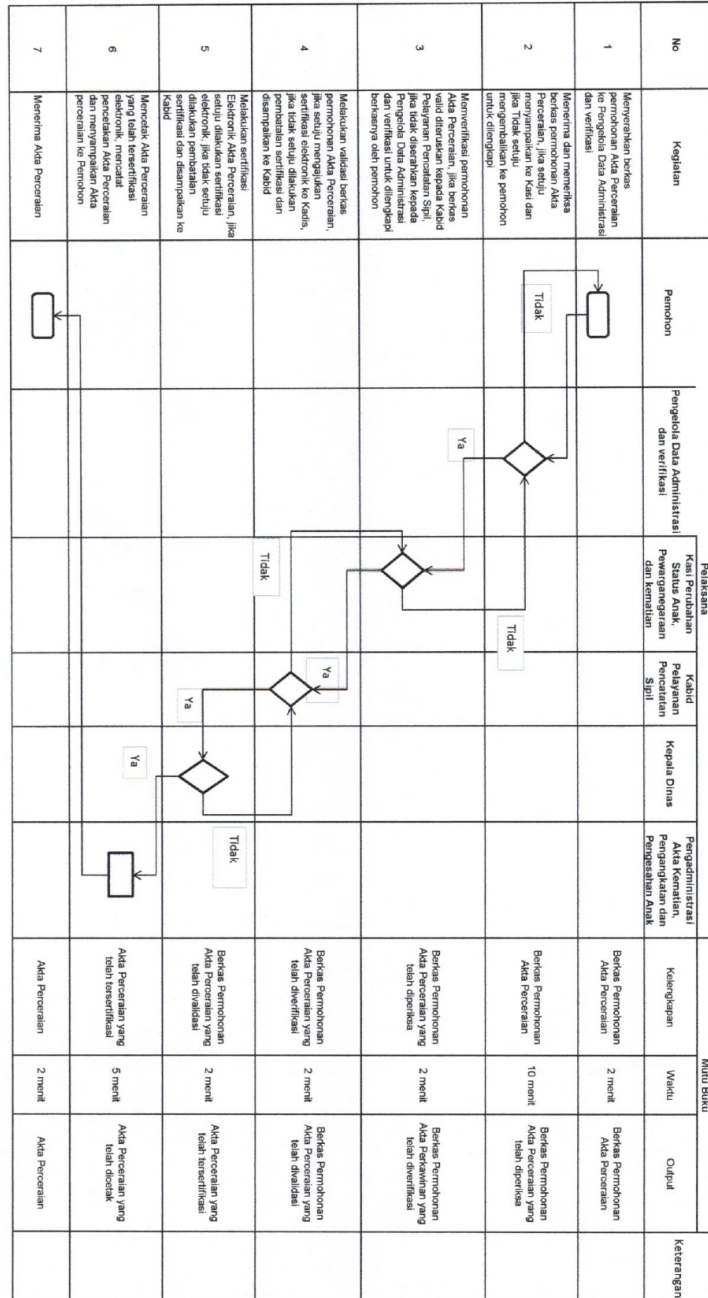 No
Kegiatan
Pelaksana
Pemohon
Pengelola Data Administrasi
dan verifikasi
Kasi Perubahan
Status Anak,
Pewarganegaraan
dan kematian
Kabid
Pelayanan
Pencatatan
Sipil
Kepala Dinas
Pengadministrasi
Akta Kematian,
Pengangkatan dan
Pengesahan Anak
Mutu Buku
Kelengkapan
Waktu
Output
Keterangan
1
Menyerahkan berkas
permohonan Akta Perceraian
ke Pengelola Data Administrasi
dan verifikasi
Berkas Permohonan
Akta Perceraian
2 menit
Berkas Permohonan
Akta Perceraian
2
Menerima dan memeriksa
berkas permohonan Akta
Perceraian, jika setuju
menyampaikan ke Kasi dan
jika Tidak setuju
mengembalikan ke pemohon
untuk dilengkapi
Tidak
Ya
Berkas Permohonan
Akta Perceraian
10 menit
Berkas Permohonan
Akta Perceraian yang
telah diperiksa
3
Memverifikasi permohonan
Akta Perceraian, jika berkas
valid diteruskan kepada Kabid
Pelayanan Pencatatan Sipil,
jika tidak diserahkan kepada
Pengelola Data Administrasi
dan verifikasi untuk dilengkapi
berkasnya oleh pemohon
Tidak
Ya
Berkas Permohonan
Akta Perceraian yang
telah diperiksa
2 menit
Berkas Permohonan
Akta Perkawinan yang
telah diverifikasi
4
Melakukan validasi berkas
permohonan Akta Perceraian,
jika setuju mengajukan
sertifikasi elektronik ke Kadis,
jika tidak setuju dilakukan
pembatalan sertifikasi dan
disampaikan ke Kabid
Tidak
Ya
Berkas Permohonan
Akta Perceraian yang
telah diverifikasi
2 menit
Berkas Permohonan
Akta Perceraian yang
telah divalidasi
5
Melakukan sertifikasi
Elektronik Akta Perceraian, jika
setuju dilakukan sertifikasi
elektronik, jika tidak setuju
dilakukan pembatalan
sertifikasi dan disampaikan ke
Kabid
Tidak
Ya
Berkas Permohonan
Akta Perceraian yang
telah divalidasi
2 menit
Akta Perceraian yang
telah tersertifikasi
6
Mencetak Akta Perceraian
yang telah tersertifikasi
elektronik, mencatat
pencetakan Akta Perceraian
dan menyampaikan Akta
perceraian ke Pemohon
Akta Perceraian yang
telah tersertifikasi
5 menit
Akta Perceraian yang
telah dicetak
7
Menerima Akta Perceraian
Akta Perceraian
2 menit
Akta Perceraian